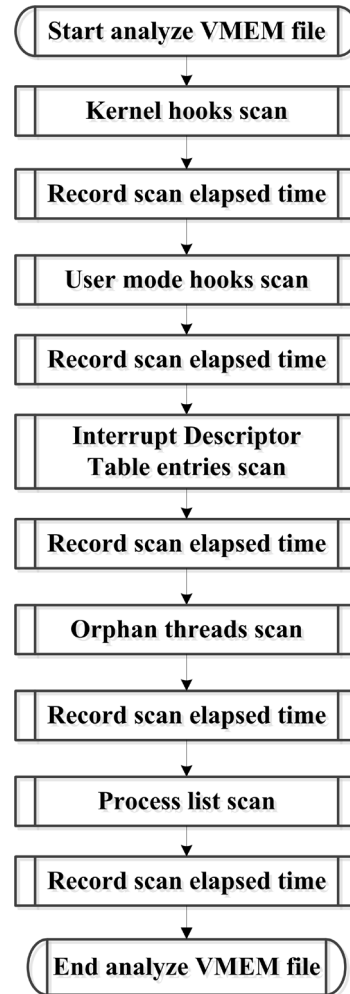 Start analyze VMEM file
Kernel hooks scan
Record scan elapsed time
User mode hooks scan
Record scan elapsed time
Interrupt Descriptor
Table entries scan
Record scan elapsed time
Orphan threads scan
Record scan elapsed time
Process list scan
Record scan elapsed time
End analyze VMEM file